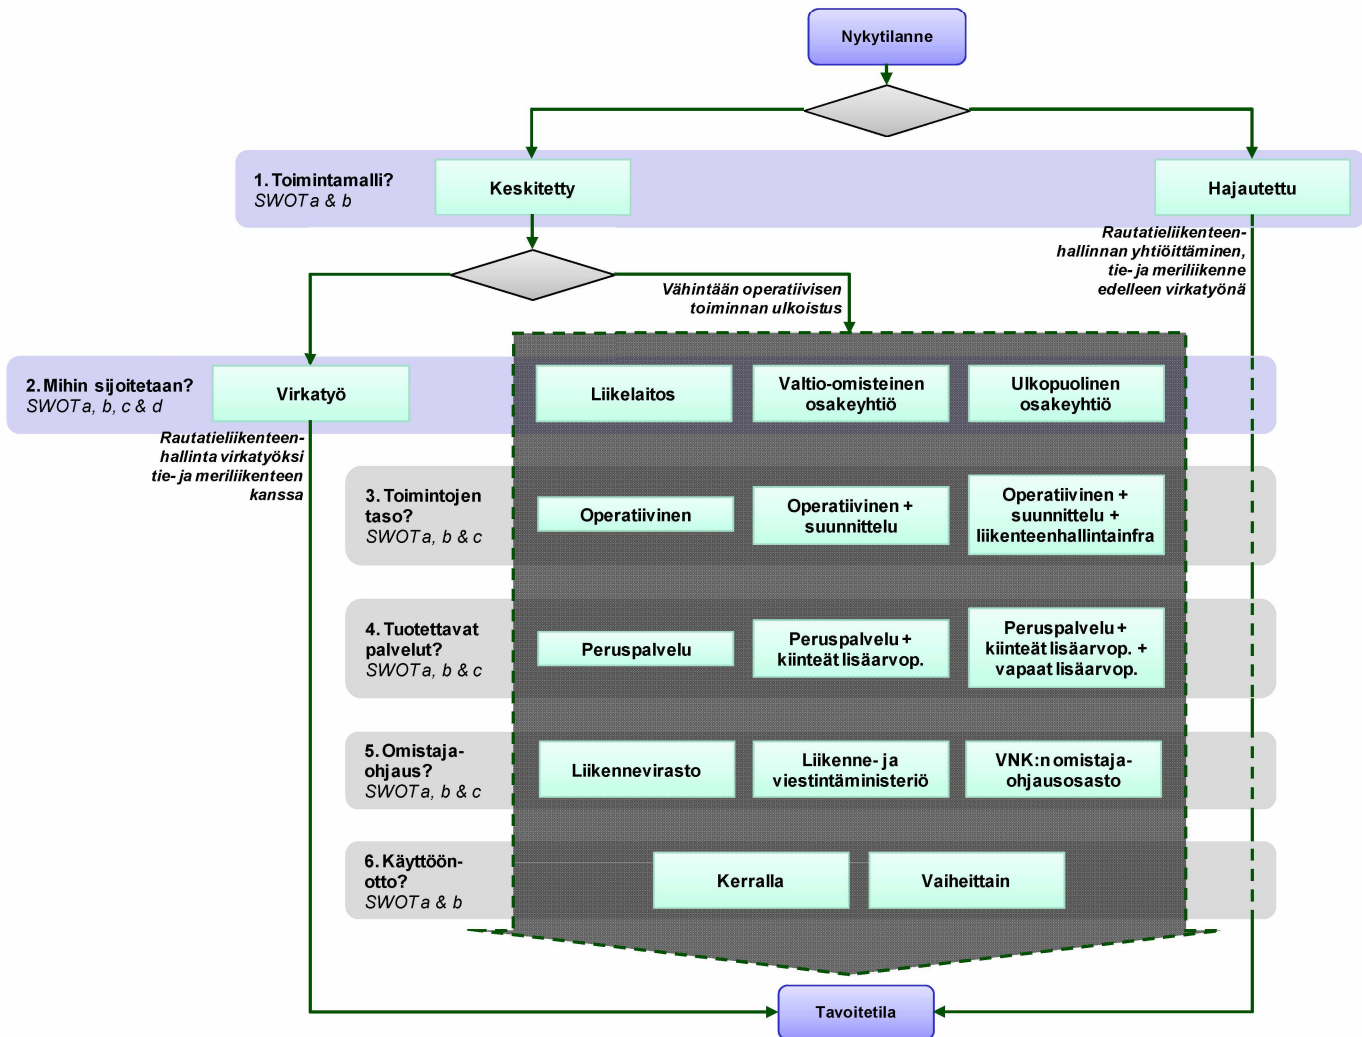 Nykytilanne
1. Toimintamalli?
SWOT a & b
Keskitetty
Hajautettu
Rautatieliikenteen-
hallinnan yhtiöittäminen,
tie- ja meriliikenne
edelleen virkatyönä
Vähintään operatiivisen
toiminnan ulkoistus
2. Mihin sijoitetaan?
SWOT a, b, c & d
Virkatyö
Liikelaitos
Valtio-omisteinen
osakeyhtiö
Ulkopuolinen
osakeyhtiö
Rautatieliikenteen-
hallinta virkatyöksi
tie- ja meriliikenteen
kanssa
3. Toimintojen
taso?
SWOT a, b & c
Operatiivinen
Operatiivinen +
suunnittelu
Operatiivinen +
suunnittelu +
liikenteenhallintainfra
4. Tuotettavat
palvelut?
SWOT a, b & c
Peruspalvelu
Peruspalvelu +
kiinteät lisäarvop.
Peruspalvelu +
kiinteät lisäarvop. +
vapaat lisäarvop.
5. Omistaja-
ohjaus?
SWOT a, b & c
Liikennevirasto
Liikenne- ja
viestintäministeriö
VNK:n omistaja-
ohjausosasto
6. Käyttöön-
otto?
SWOT a & b
Kerralla
Vaiheittain
Tavoitetila